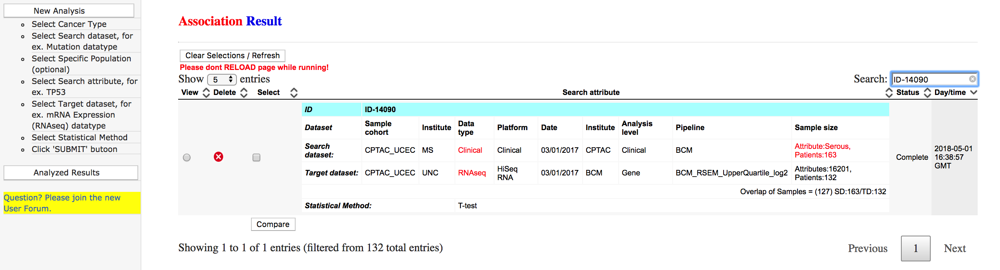 New Analysis
Select Cancer Type
Select Search dataset, for
ex. Mutation datatype
Select Specific Population
(optional)
Select Search attribute, for
ex. TP53
Select Target dataset, for
ex. mRNA Expression
(RNAseq) datatype
Select Statistical Method
Click 'SUBMIT' butoon
Analyzed Results
Question? Please join the new
User Forum.
Association Result
Clear Selections / Refresh
Please dont RELOAD page while running!
Show 5 entries
Search: ID-14090
View Delete Select Search attribute Status Day/time
ID ID-14090
Dataset Sample cohort Institute Data type Platform Date Institute Analysis level Pipeline Sample size
Search dataset: CPTAC_UCEC MS Clinical Clinical 03/01/2017 CPTAC Clinical BCM Attribute:Serous, Patients:163
Target dataset: CPTAC_UCEC UNC RNAseq HiSeq RNA 03/01/2017 BCM Gene BCM_RSEM_UpperQuartile_log2 Attributes:16201, Patients:132
Overlap of Samples = (127) SD:163/TD:132
Statistical Method: T-test
Complete
2018-05-01
16:38:57
GMT
Compare
Showing 1 to 1 of 1 entries (filtered from 132 total entries)
Previous 1 Next